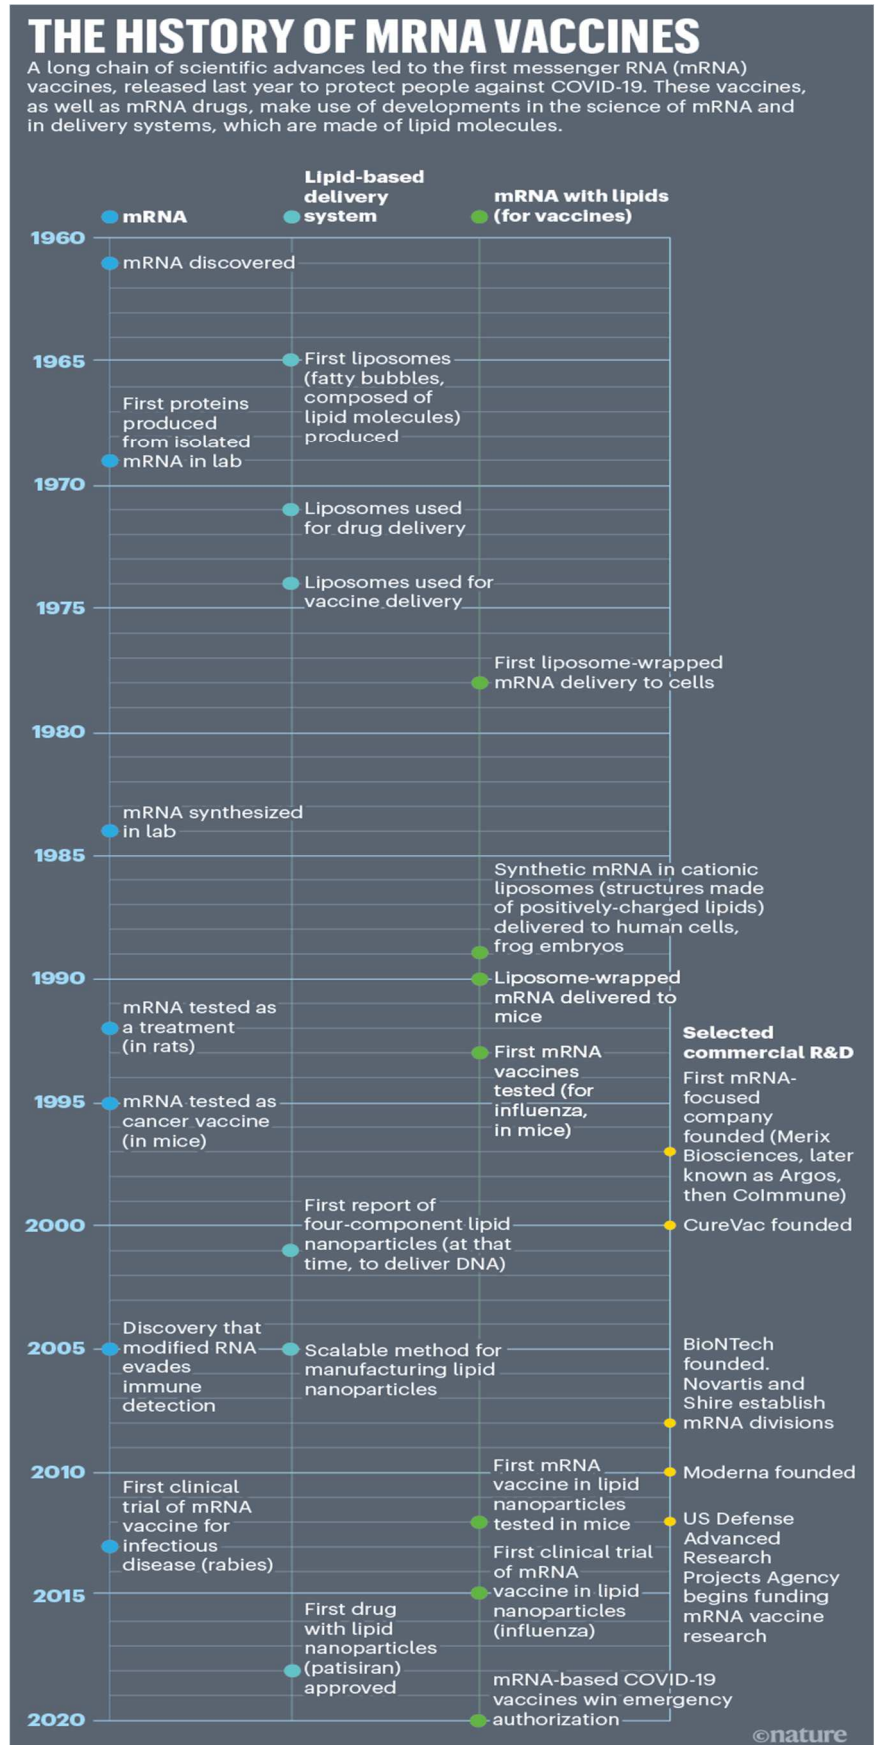 THE HISTORY OF MRNA VACCINES
A long chain of scientific advances led to the first messenger RNA (mRNA)
vaccines, released last year to protect people against COVID-19. These vaccines,
as well as mRNA drugs, make use of developments in the science of mRNA and
in delivery systems, which are made of lipid molecules.
mRNA
Lipid-based
delivery
system
mRNA with lipids
(for vaccines)
1960
mRNA discovered
1965
First liposomes
(fatty bubbles,
composed of
lipid molecules)
produced
First proteins
produced
from isolated
mRNA in lab
1970
Liposomes used
for drug delivery
Liposomes used for
vaccine delivery
1975
First liposome-wrapped
mRNA delivery to cells
1980
mRNA synthesized
in lab
1985
Synthetic mRNA in cationic
liposomes (structures made
of positively-charged lipids)
delivered to human cells,
frog embryos
1990
Liposome-wrapped
mRNA delivered to
mice
mRNA tested as
a treatment
(in rats)
First mRNA
vaccines
tested (for
influenza,
in mice)
Selected
commercial R&D
First mRNA-
focused
company
founded (Merix
Biosciences, later
known as Argos,
then CoImmune)
1995
mRNA tested as
cancer vaccine
(in mice)
2000
First report of
four-component lipid
nanoparticles (at that
time, to deliver DNA)
CureVac founded
2005
Discovery that
modified RNA
evades
immune
detection
Scalable method for
manufacturing lipid
nanoparticles
BioNTech
founded.
Novartis and
Shire establish
mRNA divisions
2010
First mRNA
vaccine in lipid
nanoparticles
tested in mice
Moderna founded
First clinical
trial of mRNA
vaccine for
infectious
disease (rabies)
US Defense
Advanced
Research
Projects Agency
begins funding
mRNA vaccine
research
First clinical trial
of mRNA
vaccine in lipid
nanoparticles
(influenza)
2015
First drug
with lipid
nanoparticles
(patisiran)
approved
mRNA-based COVID-19
vaccines win emergency
authorization
2020
©nature